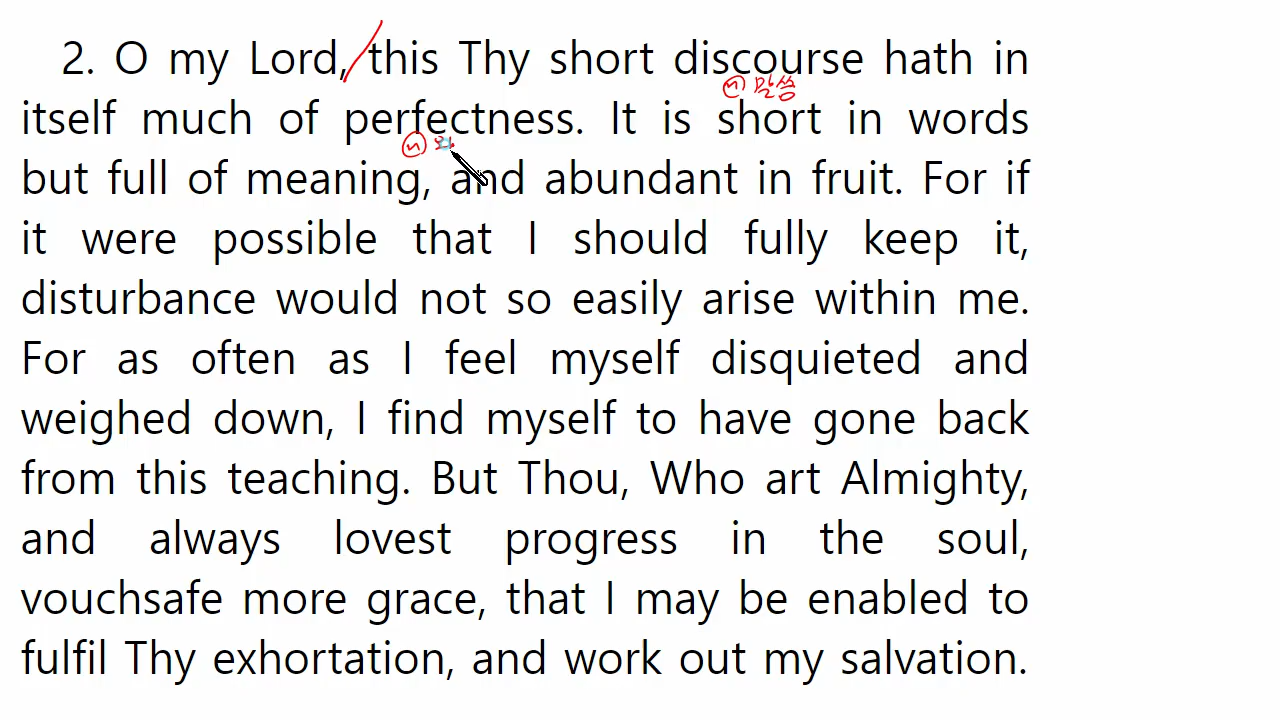 2. O my Lord, this Thy short discourse hath in
ⓝ 말씀
itself much of perfectness. It is short in words
ⓝ
but full of meaning, and abundant in fruit. For if
it were possible that I should fully keep it,
disturbance would not so easily arise within me.
For as often as I feel myself disquieted and
weighed down, I find myself to have gone back
from this teaching. But Thou, Who art Almighty,
and always lovest progress in the soul,
vouchsafe more grace, that I may be enabled to
fulfil Thy exhortation, and work out my salvation.